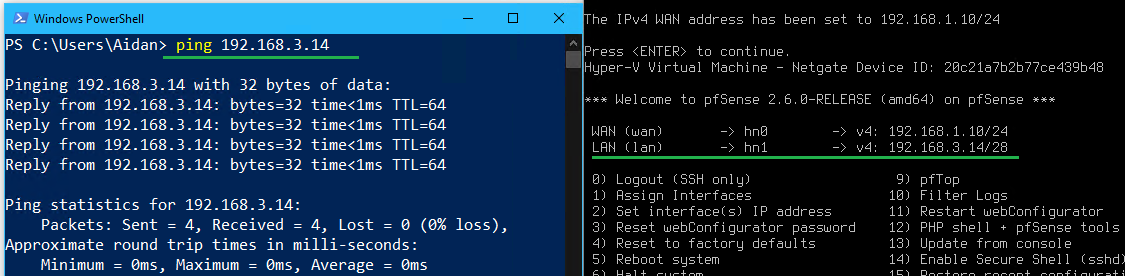 Windows PowerShell
PS C:\Users\Aidan> ping 192.168.3.14
Pinging 192.168.3.14 with 32 bytes of data:
Reply from 192.168.3.14: bytes=32 time<1ms TTL=64
Reply from 192.168.3.14: bytes=32 time<1ms TTL=64
Reply from 192.168.3.14: bytes=32 time<1ms TTL=64
Reply from 192.168.3.14: bytes=32 time<1ms TTL=64
Ping statistics for 192.168.3.14:
Packets: Sent = 4, Received = 4, Lost = 0 (0% loss),
Approximate round trip times in milli-seconds:
Minimum = 0ms, Maximum = 0ms, Average = 0ms
The IPv4 WAN address has been set to 192.168.1.10/24
Press <ENTER> to continue.
Hyper-V Virtual Machine - Netgate Device ID: 20c21a7b2b77ce439b48
*** Welcome to pfSense 2.6.0-RELEASE (amd64) on pfSense ***
WAN (wan) -> hn0 -> v4: 192.168.1.10/24
LAN (lan) -> hn1 -> v4: 192.168.3.14/28
0) Logout (SSH only) 9) pfTop
1) Assign Interfaces 10) Filter Logs
2) Set interface(s) IP address 11) Restart webConfigurator
3) Reset webConfigurator password 12) PHP shell + pfSense tools
4) Reset to factory defaults 13) Update from console
5) Reboot system 14) Enable Secure Shell (sshd)
6) Halt system 15) Restore recent configuration